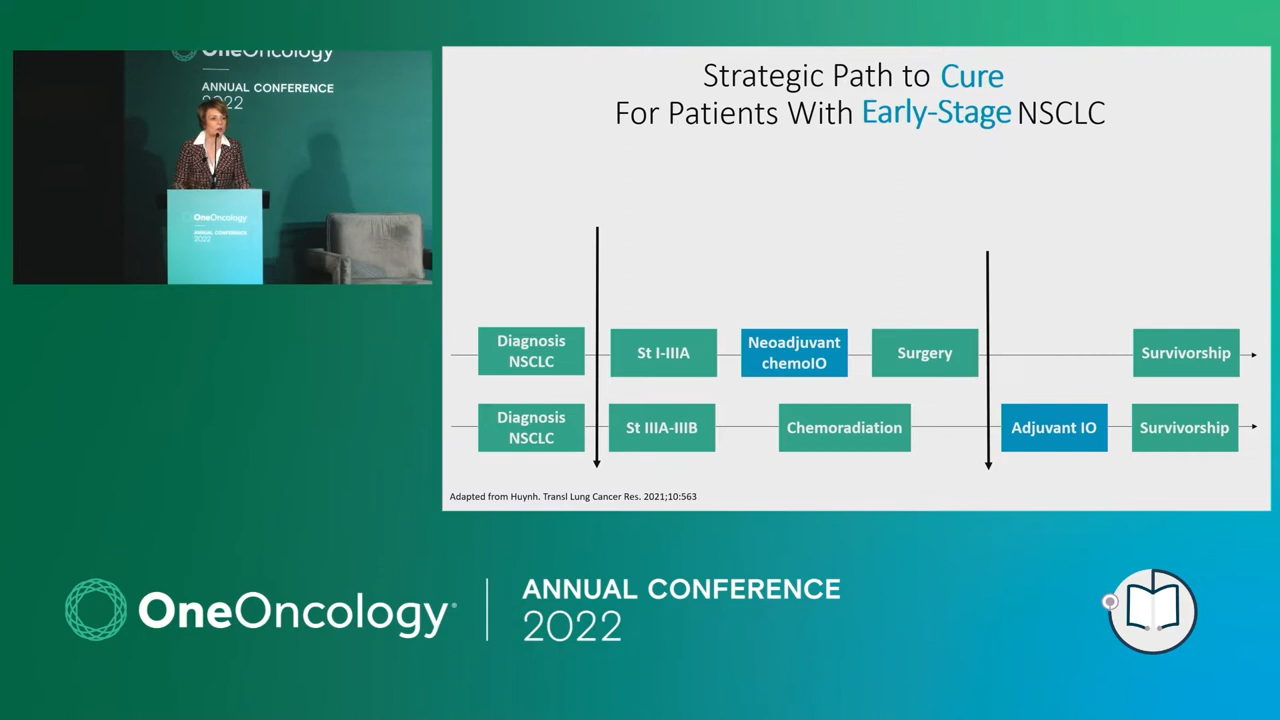 OneOncology
ANNUAL CONFERENCE
2022
OneOncology
ANNUAL CONFERENCE
2022
Strategic Path to Cure
For Patients With Early-Stage NSCLC
Diagnosis
NSCLC
St I-IIIA
Neoadjuvant
chemoIO
Surgery
Survivorship
Diagnosis
NSCLC
St IIIA-IIIB
Chemoradiation
Adjuvant IO
Survivorship
Adapted from Huynh. Transl Lung Cancer Res. 2021;10:563
OneOncology
ANNUAL CONFERENCE
2022